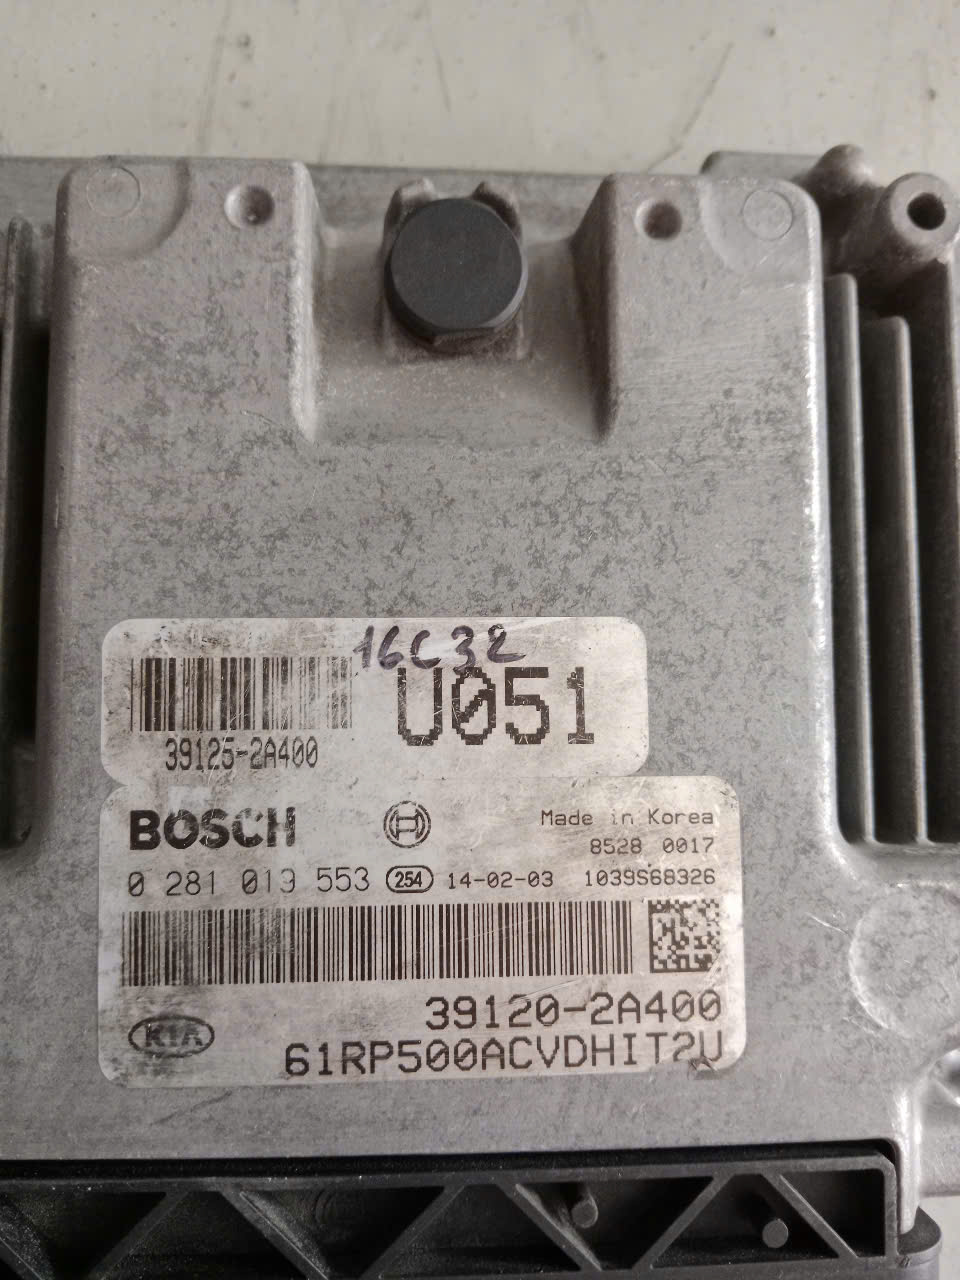 16C32
U051
39125-2A400
BOSCH
Made in Korea
8528 0017
0 281 013 553 254 14-02-03 1039S68326
39120-2A400
KIA
61RP500ACVDHIT2U